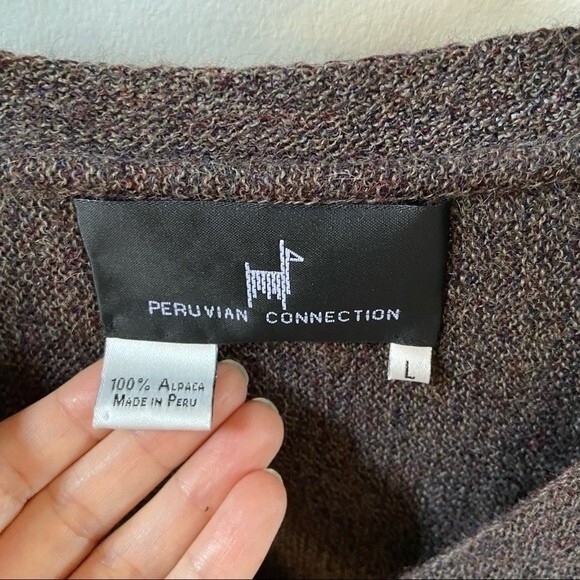 PERUVIAN CONNECTION
100% ALPACA
MADE IN PERU
L